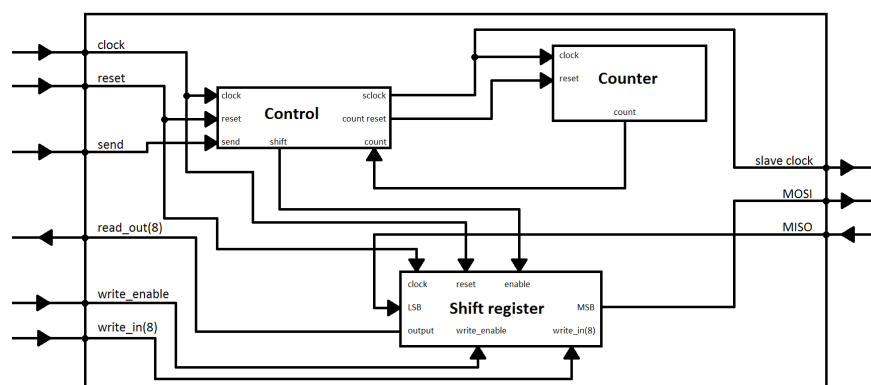 clock
reset
send
read_out(8)
write_enable
write_in(8)
clock
reset
send
Control
shift
sclock
count reset
count
clock
reset
Counter
count
slave clock
MOSI
MISO
clock
reset
enable
LSB
Shift register
MSB
output
write_enable
write_in(8)